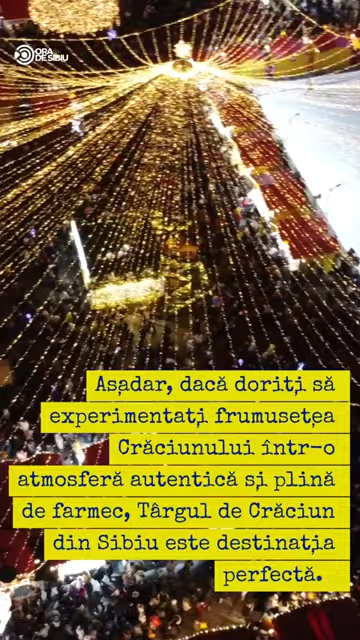 ORA
DE SIBIU
Așadar, dacă doriți să
experimentați frumusețea
Crăciunului într-o
atmosferă autentică și plină
de farmec, Târgul de Crăciun
din Sibiu este destinația
perfectă.